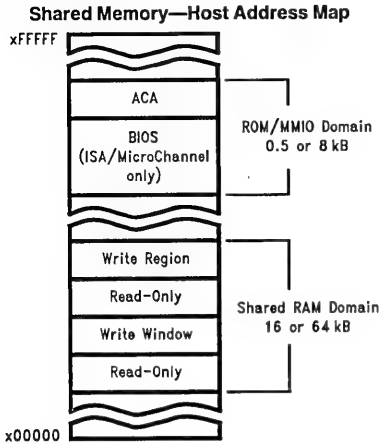 Shared Memory—Host Address Map
xFFFFF
ACA
BIOS
(ISA/MicroChannel
only)
ROM/MMIO Domain
0.5 or 8 kB
Write Region
Read-Only
Write Window
Read-Only
Shared RAM Domain
16 or 64 kB
x00000